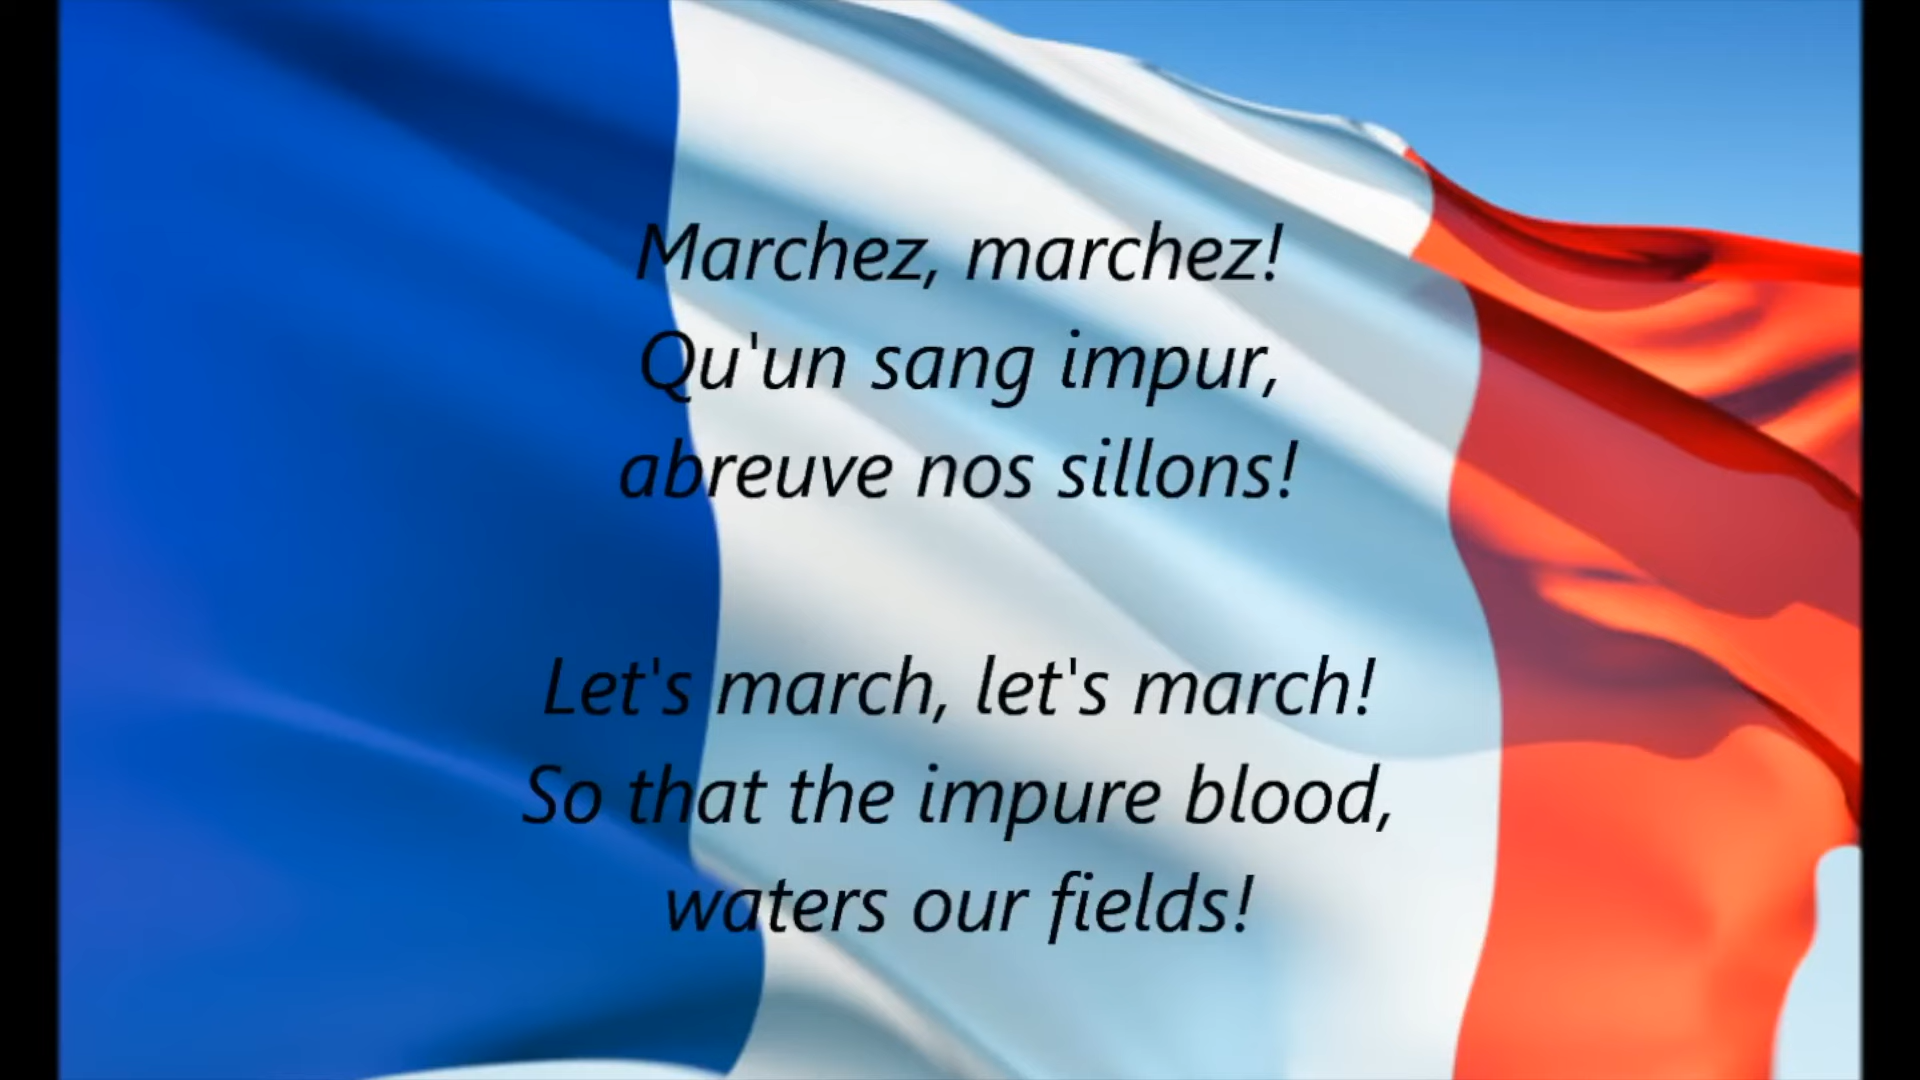 Marchez, marchez!
Qu'un sang impur,
abreuve nos sillons!
Let's march, let's march!
So that the impure blood,
waters our fields!